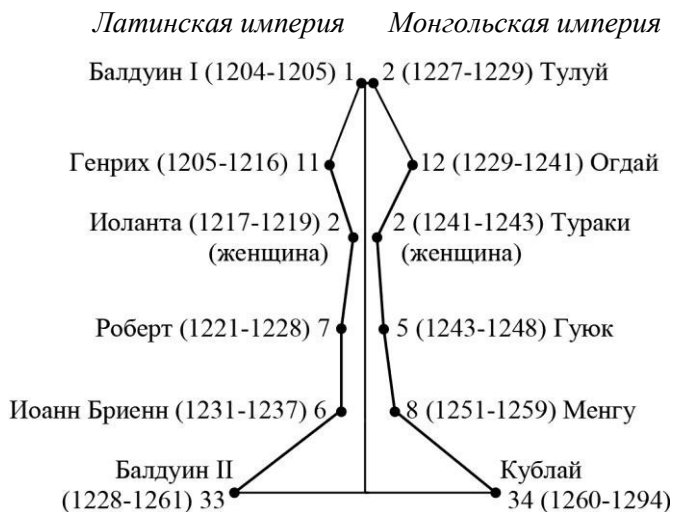 Латинская империя Монгольская империя
Балдуин I (1204-1205) 1 2 (1227-1229) Тулуй
Генрих (1205-1216) 11 12 (1229-1241) Огдай
Иоланта (1217-1219) 2 2 (1241-1243) Тураки
(женщина) (женщина)
Роберт (1221-1228) 7 5 (1243-1248) Гуюк
Иоанн Бриенн (1231-1237) 6 8 (1251-1259) Менгу
Балдуин II Кублай
(1228-1261) 33 34 (1260-1294)